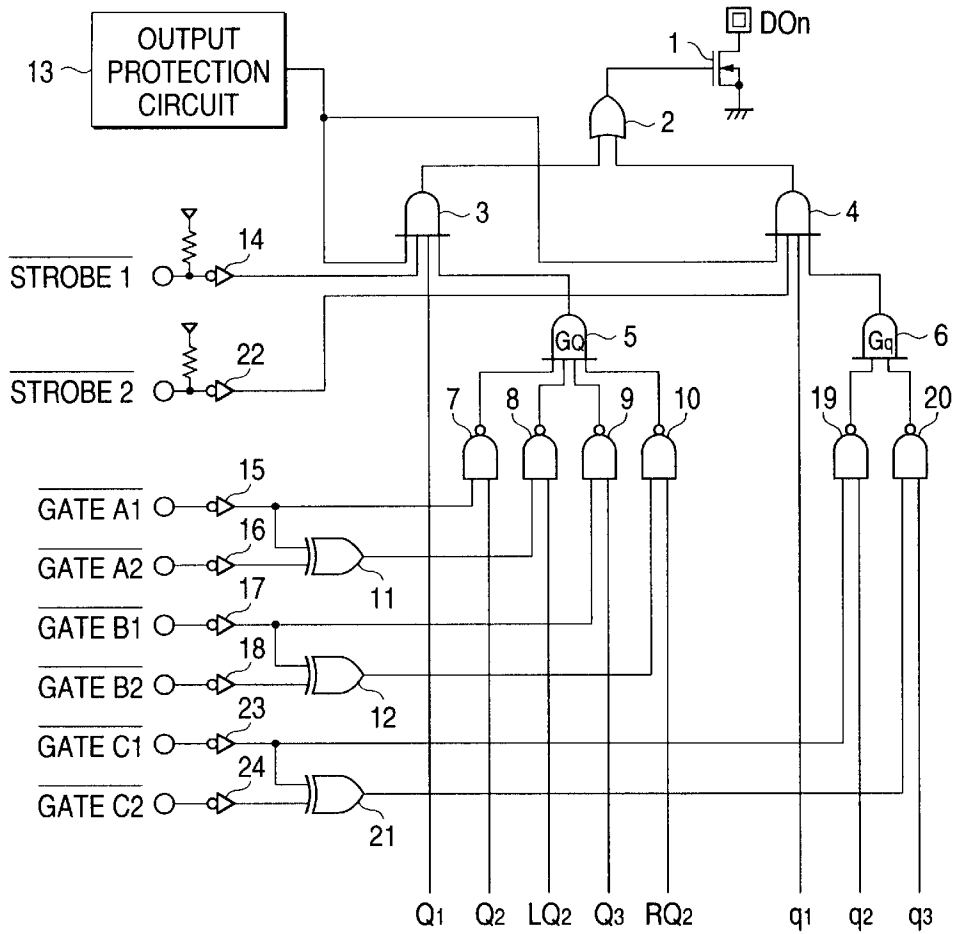 DOn
1
OUTPUT
PROTECTION
CIRCUIT
13
2
3
4
14
STROBE 1
22
STROBE 2
GQ
5
Gq
6
7
8
9
10
19
20
15
GATE A1
16
GATE A2
11
17
GATE B1
18
GATE B2
12
23
GATE C1
24
GATE C2
21
Q1 Q2 LQ2 Q3 RQ2 q1 q2 q3